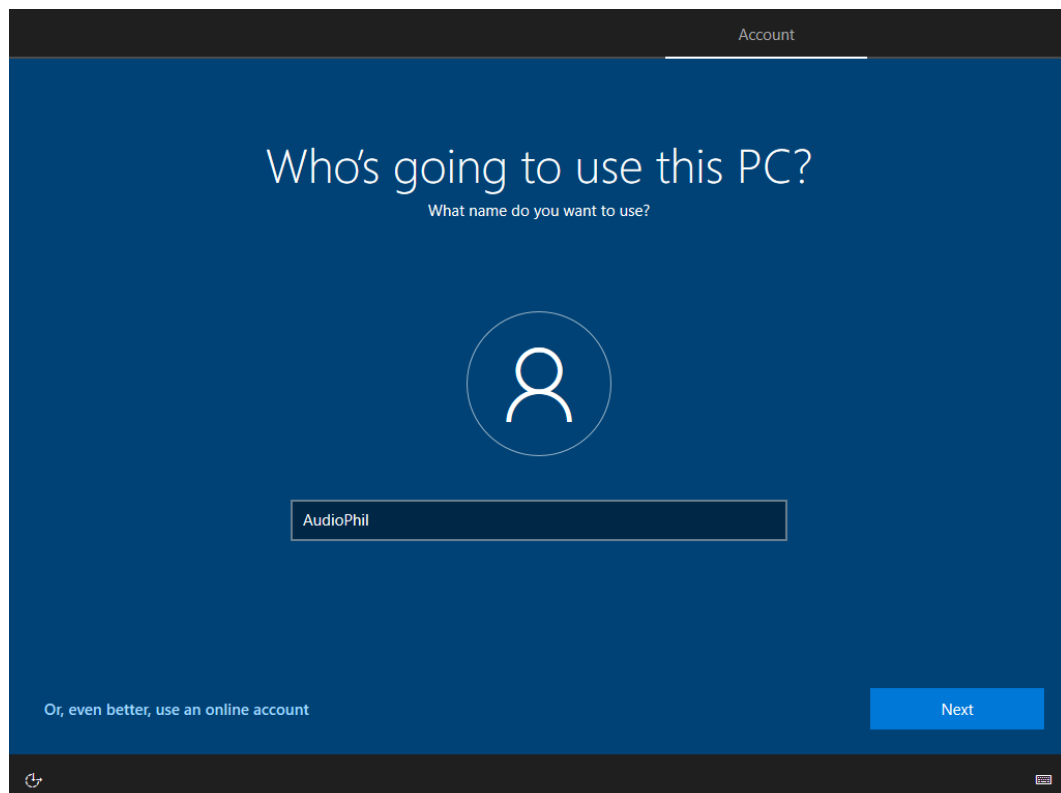 Account
Who's going to use this PC?
What name do you want to use?
AudioPhil
Or, even better, use an online account
Next